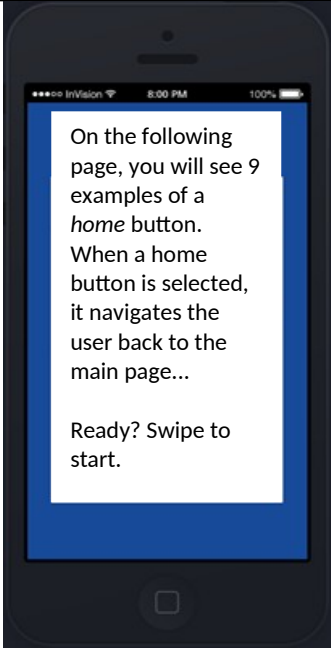 InVision 8:00 PM 100%
On the following
page, you will see 9
examples of a
home button.
When a home
button is selected,
it navigates the
user back to the
main page...
Ready? Swipe to
start.